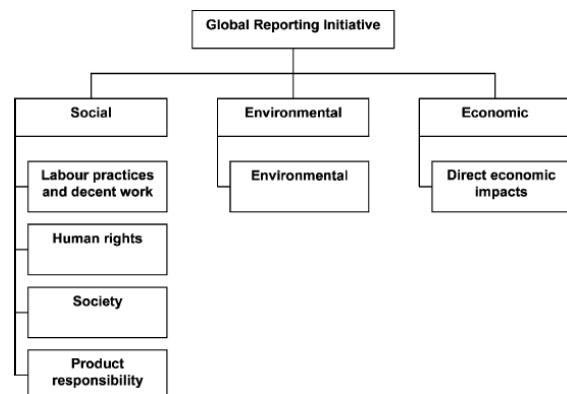 Global Reporting Initiative
Social
Environmental
Economic
Labour practices
and decent work
Environmental
Direct economic
impacts
Human rights
Society
Product
responsibility